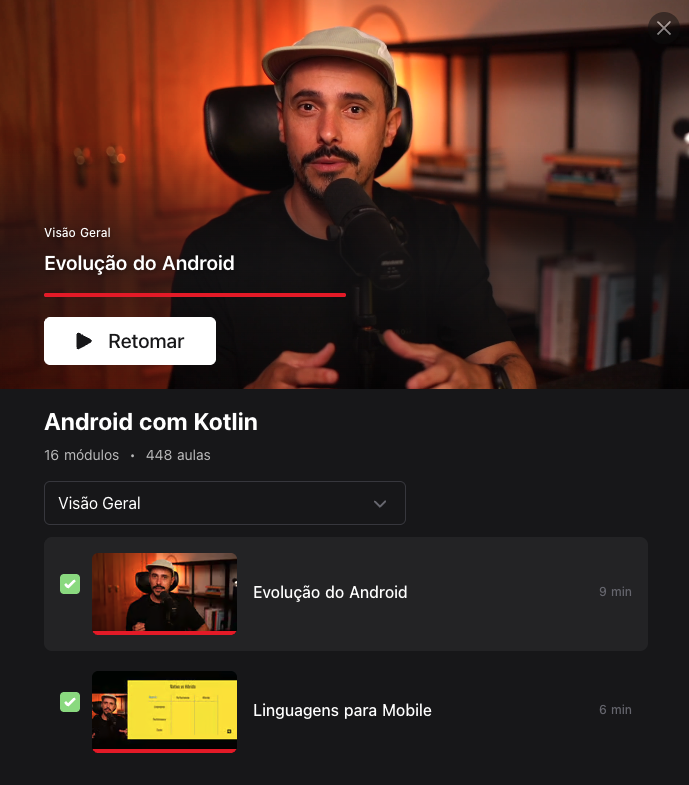 Visão Geral
Evolução do Android
Retomar
Android com Kotlin
16 módulos • 448 aulas
Visão Geral
Evolução do Android
9 min
Linguagens para Mobile
6 min